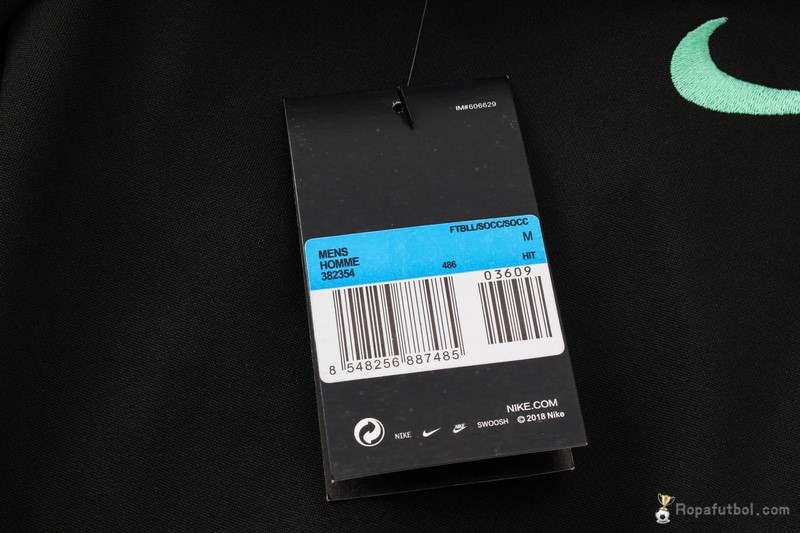 IM#606629
FTBLL/SOCC/SOCC
M
MENS
HOMME
382354
486
HIT
03609
8 548256 887485
NIKE.COM
NIKE
SWOOSH
© 2018 Nike
Ropafutbol.com